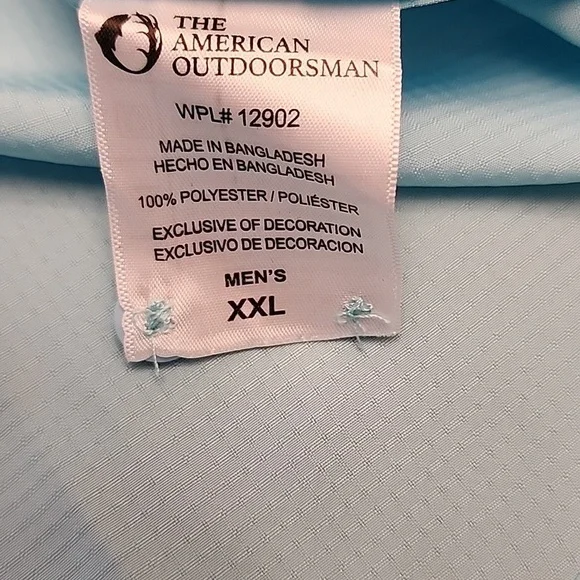 THE
AMERICAN
OUTDOORSMAN
WPL# 12902
MADE IN BANGLADESH
HECHO EN BANGLADESH
100% POLYESTER / POLIÉSTER
EXCLUSIVE OF DECORATION
EXCLUSIVO DE DECORACION
MEN'S
XXL